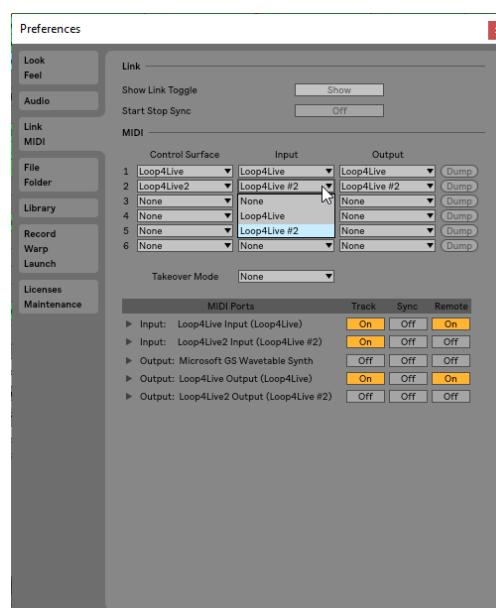 Preferences
Look
Feel
Audio
Link
MIDI
File
Folder
Library
Record
Warp
Launch
Licenses
Maintenance
Link
Show Link Toggle Show
Start Stop Sync Off
MIDI
Control Surface Input Output
1 Loop4Live Loop4Live Loop4Live Dump
2 Loop4Live2 Loop4Live #2 Loop4Live #2 Dump
3 None None None Dump
4 None Loop4Live None Dump
5 None Loop4Live #2 None Dump
6 None None None Dump
Takeover Mode None
MIDI Ports Track Sync Remote
Input: Loop4Live Input (Loop4Live) On Off On
Input: Loop4Live2 Input (Loop4Live #2) On Off Off
Output: Microsoft GS Wavetable Synth Off Off Off
Output: Loop4Live Output (Loop4Live) On Off On
Output: Loop4Live2 Output (Loop4Live #2) Off Off Off